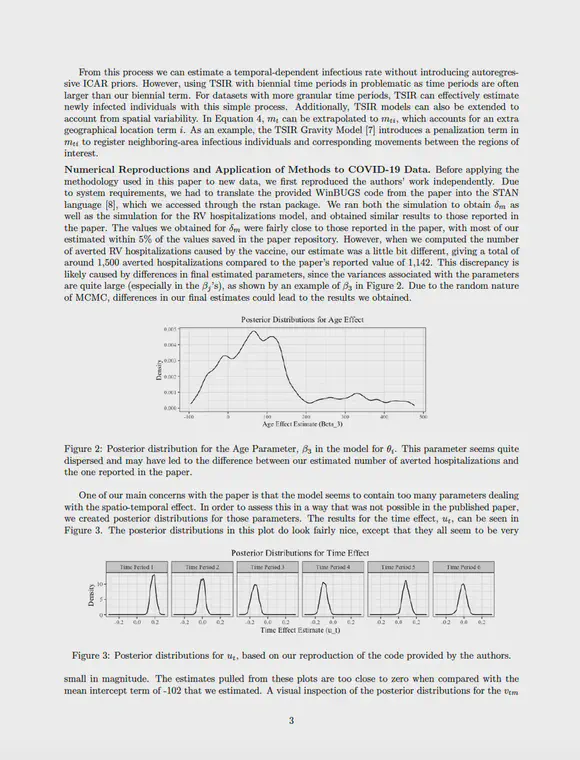 From this process we can estimate a temporal-dependent infectious rate without introducing autoregres-
sive ICAR priors. However, using TSIR with biennial time periods in problematic as time periods are often
larger than our biennial term. For datasets with more granular time periods, TSIR can effectively estimate
newly infected individuals with this simple process. Additionally, TSIR models can also be extended to
account from spatial variability. In Equation 4, mₜ can be extrapolated to mₜᵢ, which accounts for an extra
geographical location term i. As an example, the TSIR Gravity Model [7] introduces a penalization term in
mₜᵢ to register neighboring-area infectious individuals and corresponding movements between the regions of
interest.
Numerical Reproductions and Application of Methods to COVID-19 Data. Before applying the
methodology used in this paper to new data, we first reproduced the authors' work independently. Due
to system requirements, we had to translate the provided WinBUGS code from the paper into the STAN
language [8], which we accessed through the rstan package. We ran both the simulation to obtain δₘ as
well as the simulation for the RV hospitalizations model, and obtained similar results to those reported in
the paper. The values we obtained for δₘ were fairly close to those reported in the paper, with most of our
estimated within 5% of the values saved in the paper repository. However, when we computed the number
of averted RV hospitalizations caused by the vaccine, our estimate was a little bit different, giving a total of
around 1,500 averted hospitalizations compared to the paper's reported value of 1,142. This discrepancy is
likely caused by differences in final estimated parameters, since the variances associated with the parameters
are quite large (especially in the βⱼ's), as shown by an example of β₃ in Figure 2. Due to the random nature
of MCMC, differences in our final estimates could lead to the results we obtained.
Posterior Distributions for Age Effect
Density
0.005
0.004
0.003
0.002
0.001
0.000
-100 0 100 200 300 400 500
Age Effect Estimate (Beta_3)
Figure 2: Posterior distribution for the Age Parameter, β₃ in the model for θᵢ. This parameter seems quite
dispersed and may have led to the difference between our estimated number of averted hospitalizations and
the one reported in the paper.
One of our main concerns with the paper is that the model seems to contain too many parameters dealing
with the spatio-temporal effect. In order to assess this in a way that was not possible in the published paper,
we created posterior distributions for those parameters. The results for the time effect, uₜ, can be seen in
Figure 3. The posterior distributions in this plot do look fairly nice, except that they all seem to be very
Posterior Distributions for Time Effect
Time Period 1 Time Period 2 Time Period 3 Time Period 4 Time Period 5 Time Period 6
Density
10
5
0
-0.2 0.0 0.2 -0.2 0.0 0.2 -0.2 0.0 0.2 -0.2 0.0 0.2 -0.2 0.0 0.2 -0.2 0.0 0.2
Time Effect Estimate (u_t)
Figure 3: Posterior distributions for uₜ, based on our reproduction of the code provided by the authors.
small in magnitude. The estimates pulled from these plots are too close to zero when compared with the
mean intercept term of -102 that we estimated. A visual inspection of the posterior distributions for the vₜₘ
3